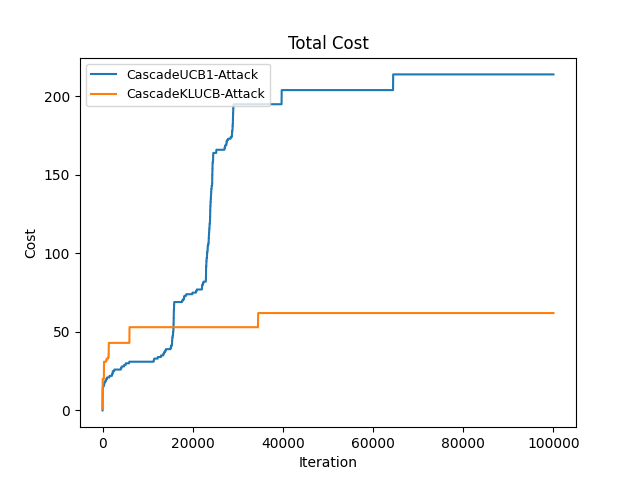 Total Cost
CascadeUCB1-Attack
CascadeKLUCB-Attack
200
150
100
50
0
Cost
0 20000 40000 60000 80000 100000
Iteration